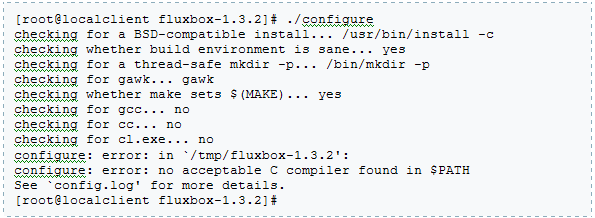 [root@localclient fluxbox-1.3.2]# ./configure
checking for a BSD-compatible install... /usr/bin/install -c
checking whether build environment is sane... yes
checking for a thread-safe mkdir -p... /bin/mkdir -p
checking for gawk... gawk
checking whether make sets $(MAKE)... yes
checking for gcc... no
checking for cc... no
checking for cl.exe... no
configure: error: in `/tmp/fluxbox-1.3.2':
configure: error: no acceptable C compiler found in $PATH
See `config.log' for more details.
[root@localclient fluxbox-1.3.2]#